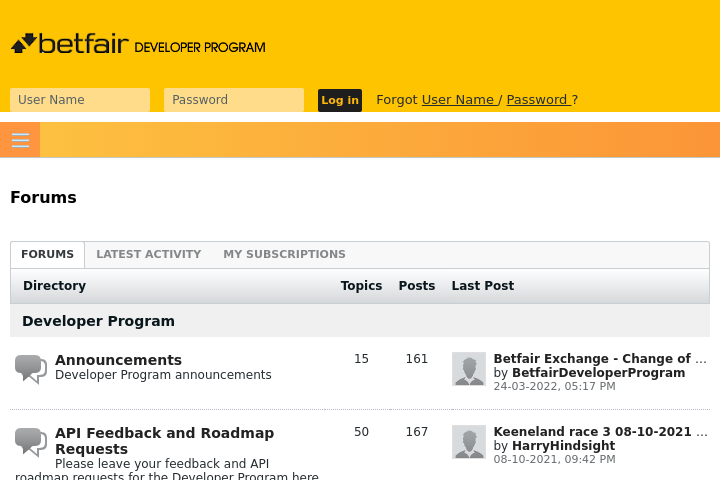 betfair DEVELOPER PROGRAM
User Name
Password
Log in
Forgot User Name / Password ?
Forums
FORUMS
LATEST ACTIVITY
MY SUBSCRIPTIONS
Directory
Topics
Posts
Last Post
Developer Program
Announcements
Developer Program announcements
15
161
Betfair Exchange - Change of ...
by BetfairDeveloperProgram
24-03-2022, 05:17 PM
API Feedback and Roadmap
Requests
Please leave your feedback and API
roadmap requests for the Developer Program here
50
167
Keeneland race 3 08-10-2021 ...
by HarryHindsight
08-10-2021, 09:42 PM